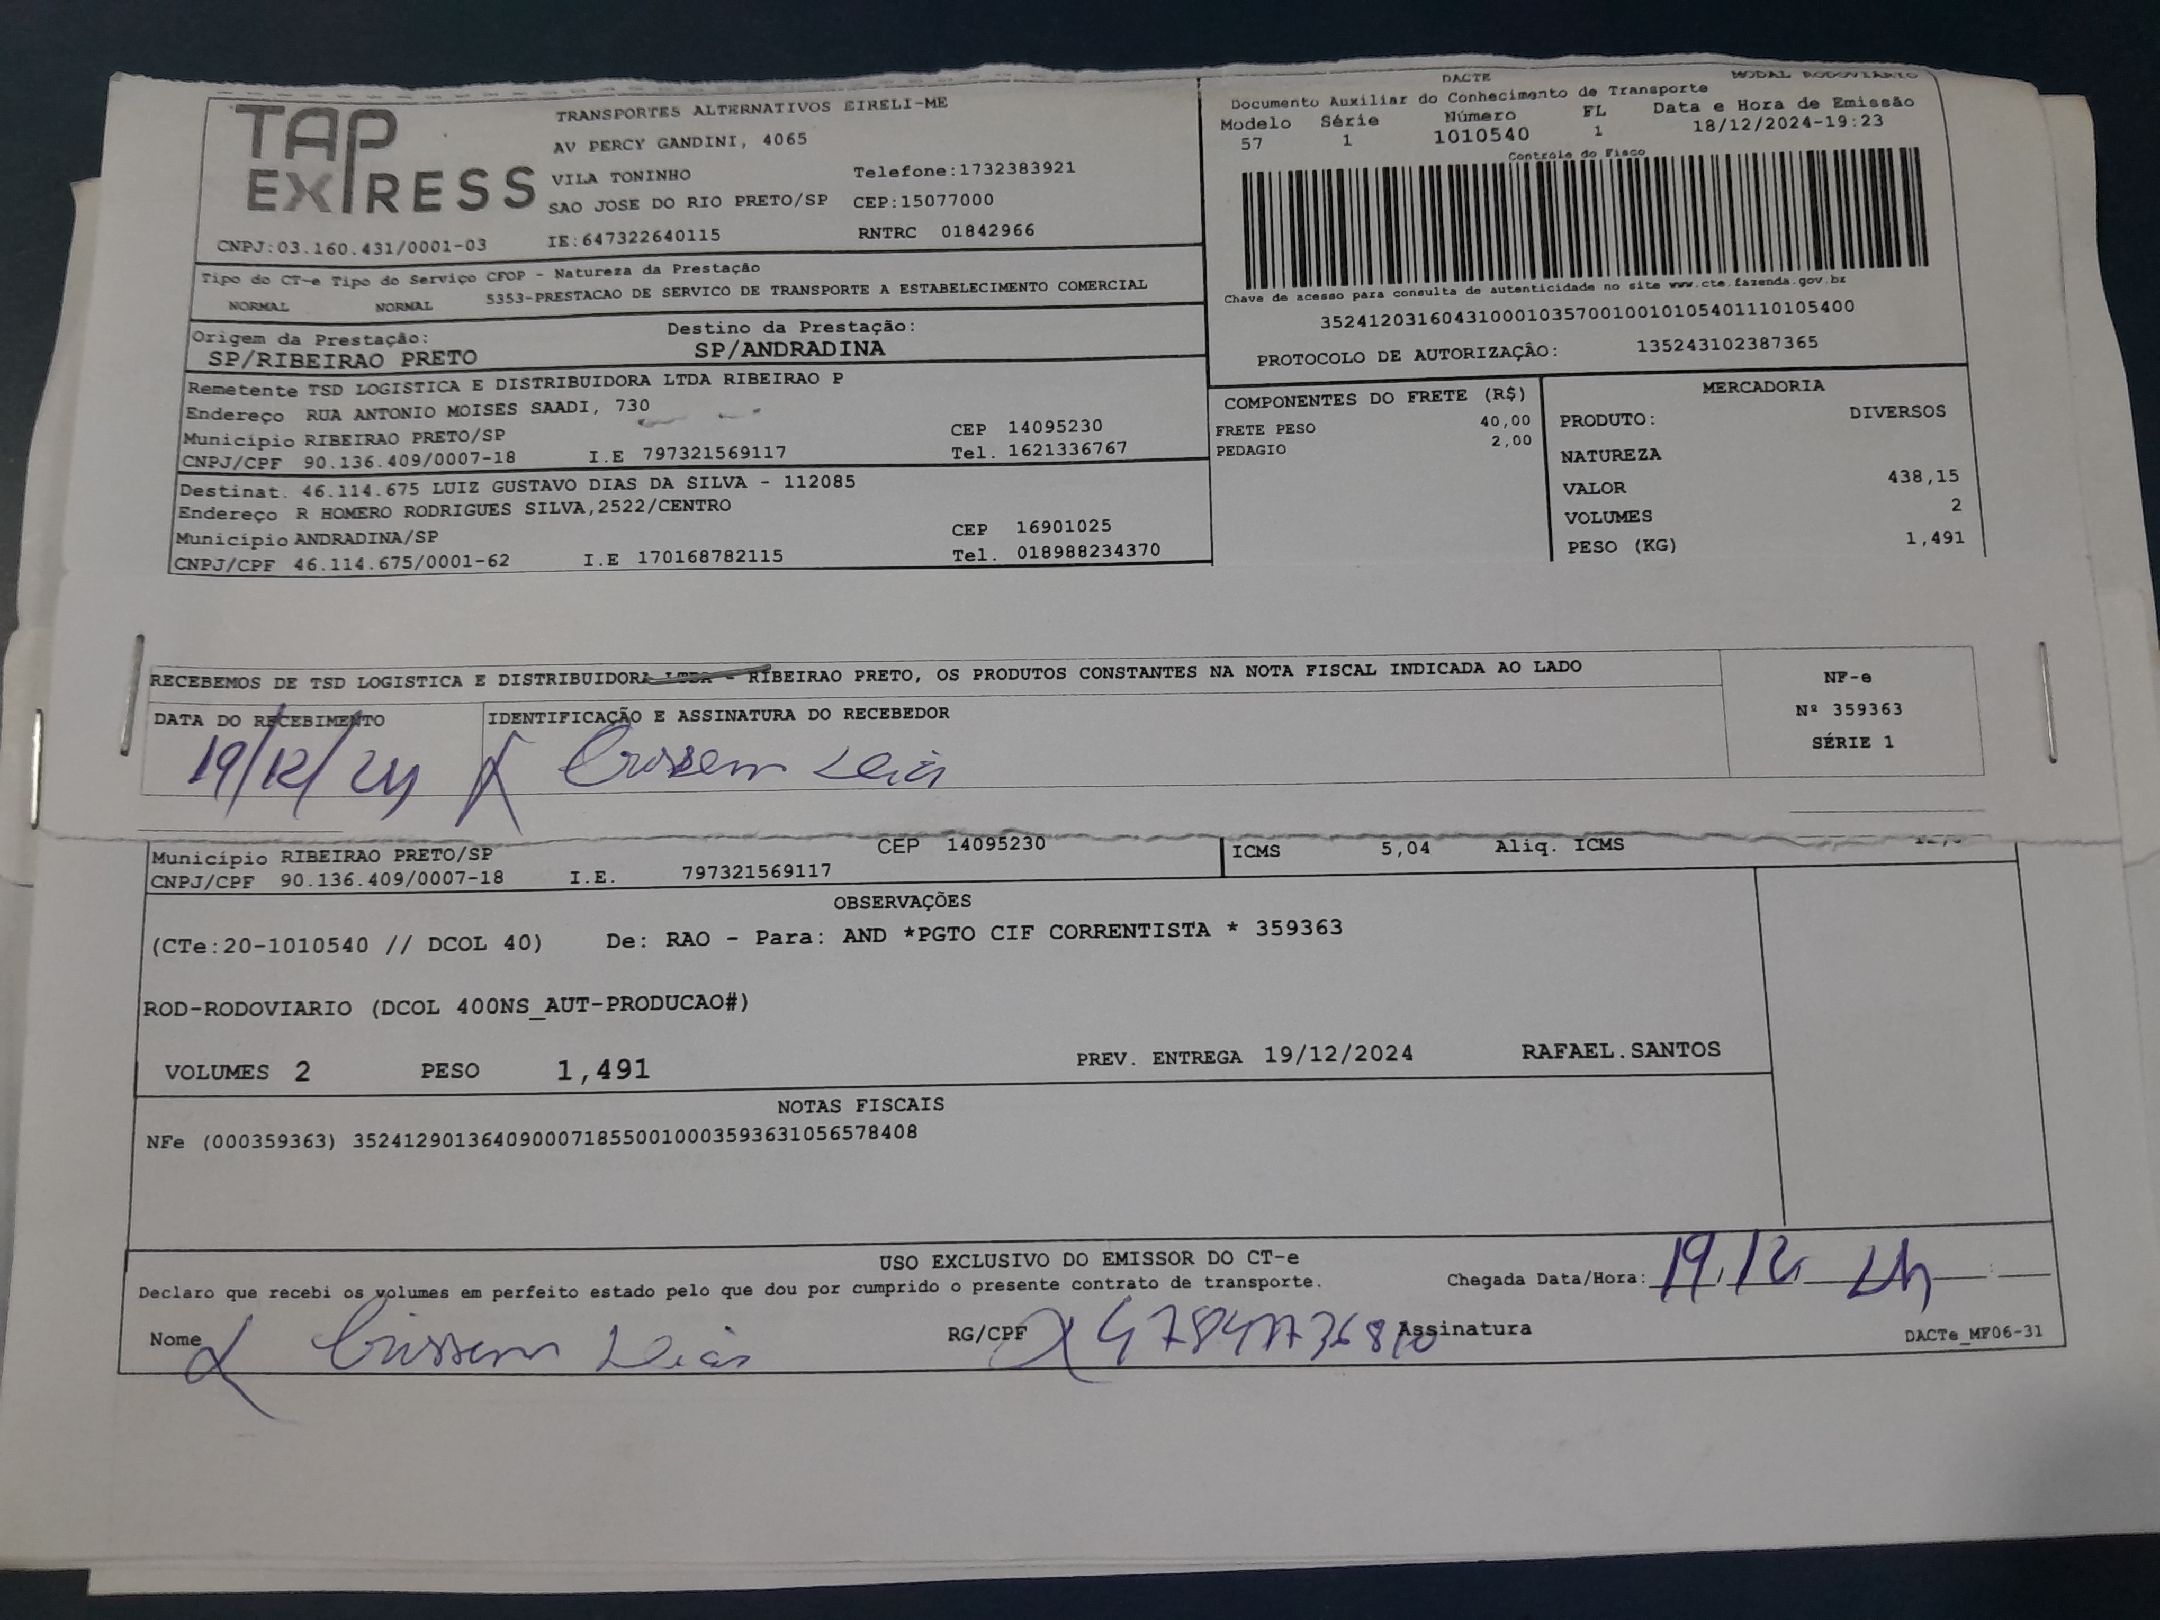 TAP EXPRESS
TRANSPORTES ALTERNATIVOS EIRELI-ME
AV PERCY GANDINI, 4065
VILA TONINHO Telefone:1732383921
SAO JOSE DO RIO PRETO/SP CEP:15077000
CNPJ:03.160.431/0001-03 IE:647322640115 RNTRC 01842966
DACTE MODAL RODOVIARIO
Documento Auxiliar do Conhecimento de Transporte
Modelo Série Número FL Data e Hora de Emissão
57 1 1010540 1 18/12/2024-19:23
Controle do Fisco
Chave de acesso para consulta de autenticidade no site www.cte.fazenda.gov.br
35241203160431000103570010010105401110105400
PROTOCOLO DE AUTORIZAÇÃO: 135243102387365
Tipo do CT-e Tipo do Serviço CFOP - Natureza da Prestação
NORMAL NORMAL 5353-PRESTACAO DE SERVICO DE TRANSPORTE A ESTABELECIMENTO COMERCIAL
Origem da Prestação: Destino da Prestação:
SP/RIBEIRAO PRETO SP/ANDRADINA
Remetente TSD LOGISTICA E DISTRIBUIDORA LTDA RIBEIRAO P
Endereço RUA ANTONIO MOISES SAADI, 730
Município RIBEIRAO PRETO/SP CEP 14095230
CNPJ/CPF 90.136.409/0007-18 I.E 797321569117 Tel. 1621336767
Destinat. 46.114.675 LUIZ GUSTAVO DIAS DA SILVA - 112085
Endereço R HOMERO RODRIGUES SILVA,2522/CENTRO
Município ANDRADINA/SP CEP 16901025
CNPJ/CPF 46.114.675/0001-62 I.E 170168782115 Tel. 018988234370
COMPONENTES DO FRETE (R$)
FRETE PESO 40,00
PEDAGIO 2,00
MERCADORIA
PRODUTO: DIVERSOS
NATUREZA
VALOR 438,15
VOLUMES 2
PESO (KG) 1,491
RECEBEMOS DE TSD LOGISTICA E DISTRIBUIDORA LTDA - RIBEIRAO PRETO, OS PRODUTOS CONSTANTES NA NOTA FISCAL INDICADA AO LADO
DATA DO RECEBIMENTO IDENTIFICAÇÃO E ASSINATURA DO RECEBEDOR
19/12/24
NF-e
Nº 359363
SÉRIE 1
Município RIBEIRAO PRETO/SP CEP 14095230
CNPJ/CPF 90.136.409/0007-18 I.E. 797321569117
ICMS 5,04 Aliq. ICMS
OBSERVAÇÕES
(CTe:20-1010540 // DCOL 40) De: RAO - Para: AND *PGTO CIF CORRENTISTA * 359363
ROD-RODOVIARIO (DCOL 400NS_AUT-PRODUCAO#)
VOLUMES 2 PESO 1,491 PREV. ENTREGA 19/12/2024 RAFAEL.SANTOS
NOTAS FISCAIS
NFe (000359363) 35241290136409000718550010003593631056578408
USO EXCLUSIVO DO EMISSOR DO CT-e
Declaro que recebi os volumes em perfeito estado pelo que dou por cumprido o presente contrato de transporte. Chegada Data/Hora: 19, 12, 24
Nome RG/CPF Assinatura DACTe_MF06-31